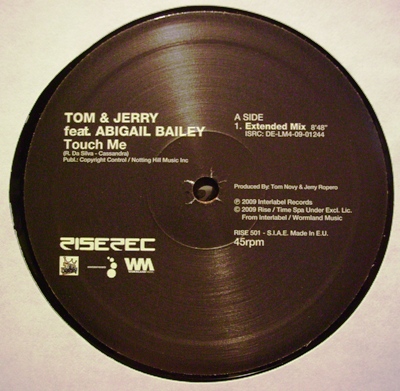 TOM & JERRY
feat. ABIGAIL BAILEY
Touch Me
(R. Da Silva - Cassandra)
Publ.: Copyright Control / Notting Hill Music Inc
A SIDE
1. Extended Mix 8'48"
ISRC: DE-LM4-09-01244
Produced By: Tom Novy & Jerry Ropero
Ⓟ 2009 Interlabel Records
© 2009 Rise / Time Spa Under Excl. Lic.
From Interlabel / Wormland Music
RISE 501 - S.I.A.E. Made in E.U.
45rpm
RISEREC
WM